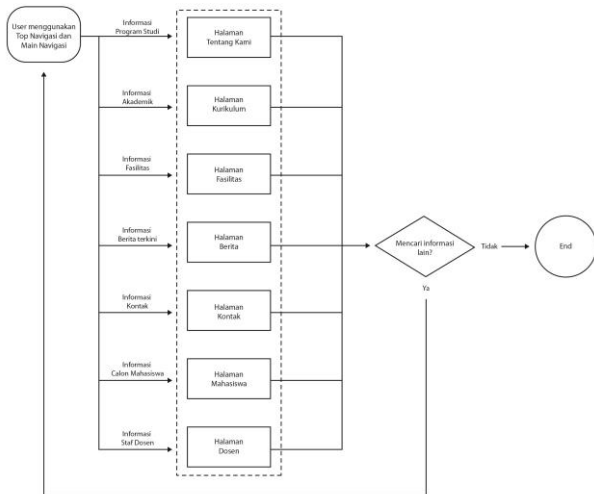 User menggunakan
Top Navigasi dan
Main Navigasi
Informasi
Program Studi
Halaman
Tentang Kami
Informasi
Akademik
Halaman
Kurikulum
Informasi
Fasilitas
Halaman
Fasilitas
Informasi
Berita terkini
Halaman
Berita
Mencari informasi
lain?
Tidak
End
Ya
Informasi
Kontak
Halaman
Kontak
Informasi
Calon Mahasiswa
Halaman
Mahasiswa
Informasi
Staf Dosen
Halaman
Dosen